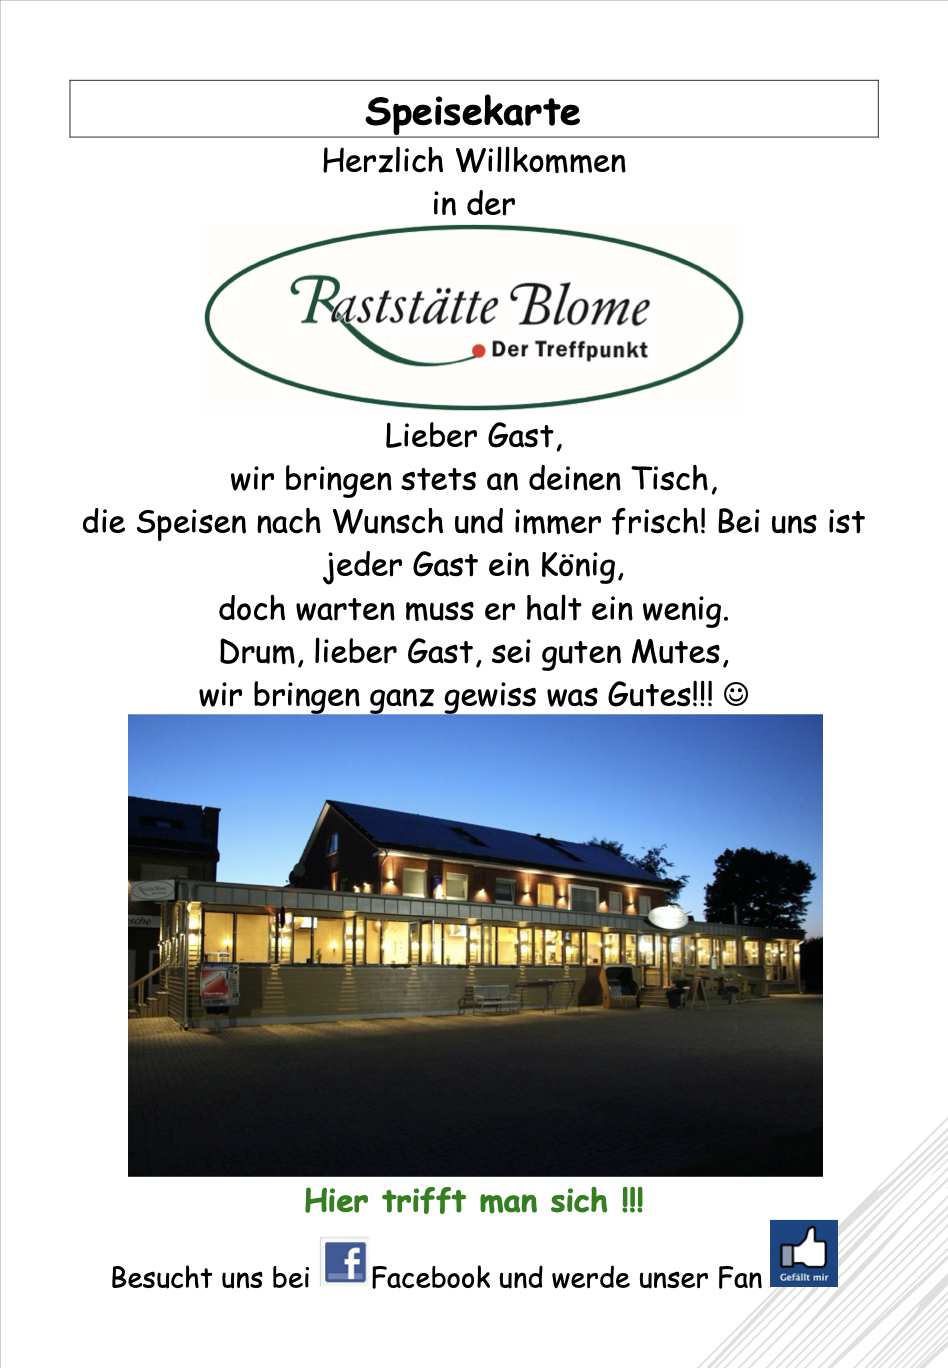 Speisekarte
Herzlich Willkommen
in der
Raststätte Blome
Der Treffpunkt
Lieber Gast,
wir bringen stets an deinen Tisch,
die Speisen nach Wunsch und immer frisch! Bei uns ist
jeder Gast ein König,
doch warten muss er halt ein wenig.
Drum, lieber Gast, sei guten Mutes,
wir bringen ganz gewiss was Gutes!!! ☺
Raststätte Blome
Hier trifft man sich !!!
Besucht uns bei f Facebook und werde unser Fan
Gefällt mir